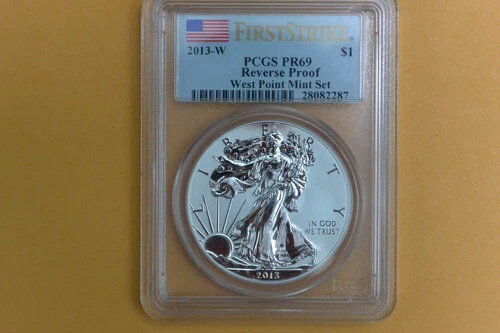 FIRSTSTRIKE
2013-W $1
PCGS PR69
Reverse Proof
West Point Mint Set
28082287
LIBERTY
IN GOD
WE TRUST
2013